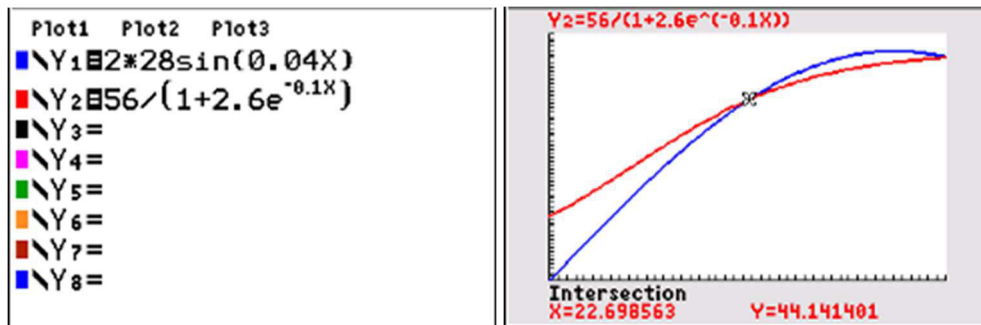 Plot1 Plot2 Plot3
\Y₁=2*28sin(0.04X)
\Y₂=56/(1+2.6e^-0.1X)
\Y₃=
\Y₄=
\Y₅=
\Y₆=
\Y₇=
\Y₈=
Y₂=56/(1+2.6e^(-0.1X))
Intersection
X=22.698563 Y=44.141401